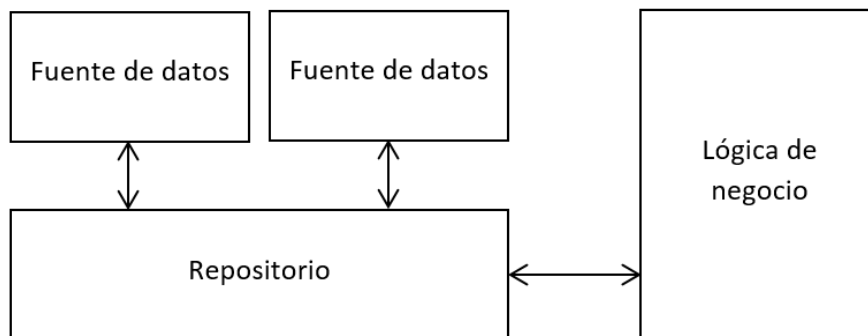 Fuente de datos
Fuente de datos
Lógica de
negocio
Repositorio